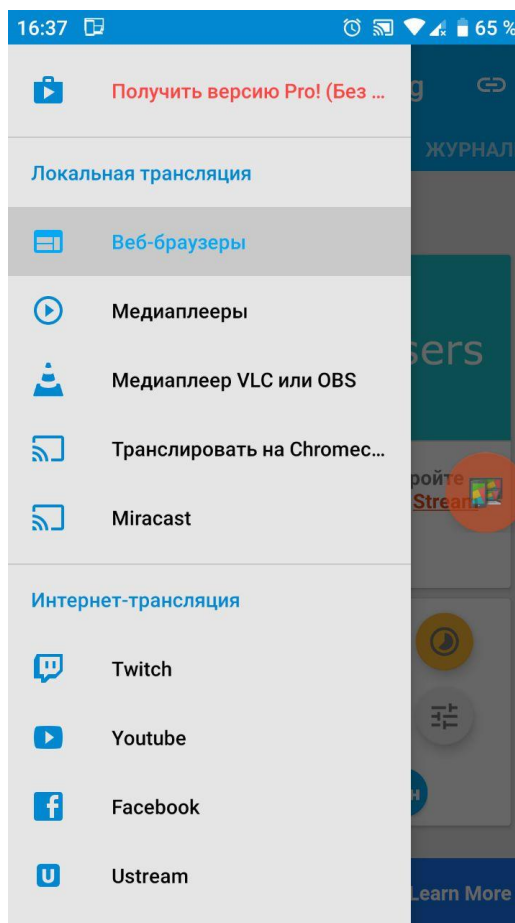 16:37
65 %
Получить версию Pro! (Без ...
g
ЖУРНАЛ
Локальная трансляция
Веб-браузеры
Медиаплееры
sers
Медиаплеер VLC или OBS
Транслировать на Chromec...
ройте
Stream
Miracast
Интернет-трансляция
Twitch
Youtube
н
Facebook
Ustream
Learn More